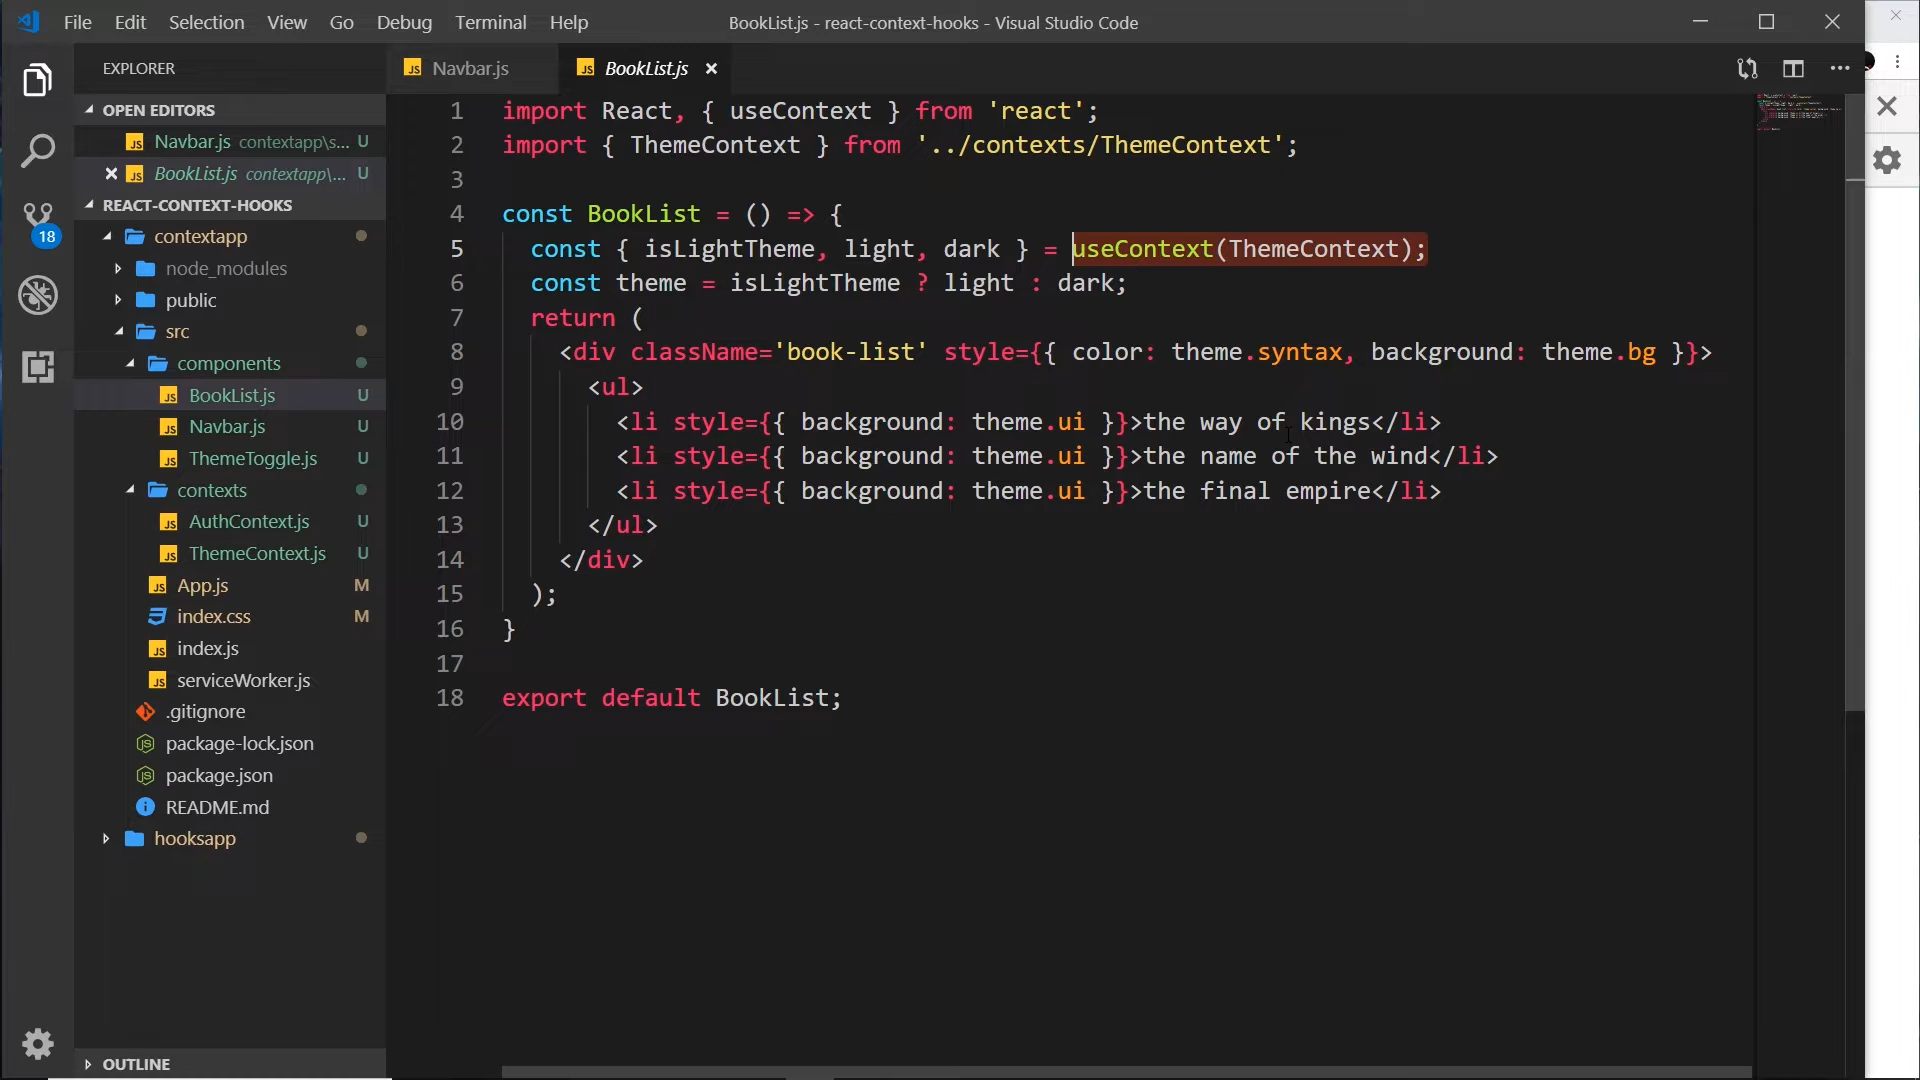 File Edit Selection View Go Debug Terminal Help
BookList.js - react-context-hooks - Visual Studio Code
EXPLORER
OPEN EDITORS
Navbar.js contextapp\s... U
BookList.js contextapp\... U
REACT-CONTEXT-HOOKS
contextapp
node_modules
public
src
components
BookList.js U
Navbar.js U
ThemeToggle.js U
contexts
AuthContext.js U
ThemeContext.js U
App.js M
index.css M
index.js
serviceWorker.js
.gitignore
package-lock.json
package.json
README.md
hooksapp
OUTLINE
18
Navbar.js
BookList.js
1 import React, { useContext } from 'react';
2 import { ThemeContext } from '../contexts/ThemeContext';
3
4 const BookList = () => {
5 const { isLightTheme, light, dark } = useContext(ThemeContext);
6 const theme = isLightTheme ? light : dark;
7 return (
8 <div className='book-list' style={{ color: theme.syntax, background: theme.bg }}>
9 <ul>
10 <li style={{ background: theme.ui }}>the way of kings</li>
11 <li style={{ background: theme.ui }}>the name of the wind</li>
12 <li style={{ background: theme.ui }}>the final empire</li>
13 </ul>
14 </div>
15 );
16 }
17
18 export default BookList;